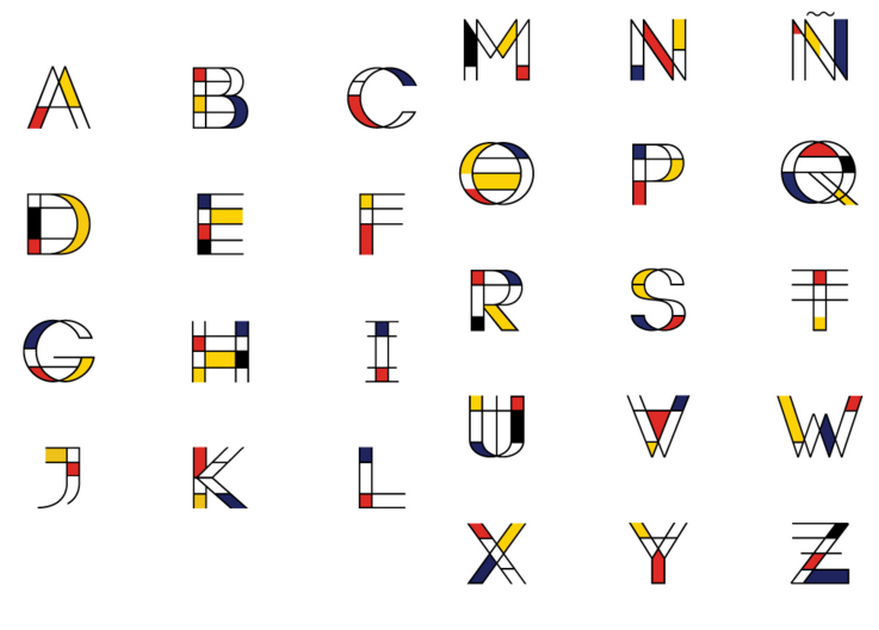 A B C
D E F
G H I
J K L
M N Ñ
O P Q
R S T
U V W
X Y Z